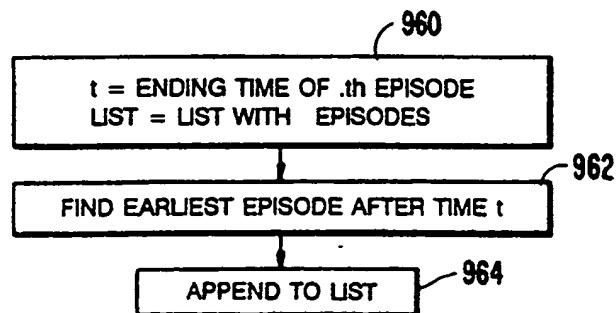 960
t = ENDING TIME OF .th EPISODE
LIST = LIST WITH EPISODES
962
FIND EARLIEST EPISODE AFTER TIME t
964
APPEND TO LIST